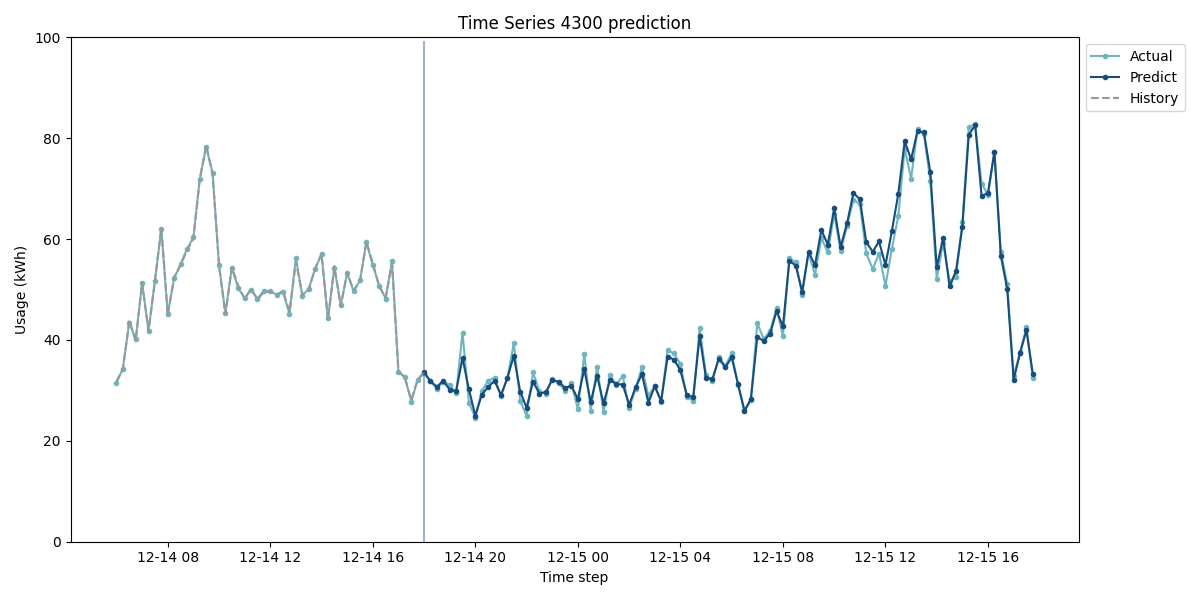 Time Series 4300 prediction
100
80
60
40
20
0
Usage (kWh)
12-14 08
12-14 12
12-14 16
12-14 20
12-15 00
12-15 04
12-15 08
12-15 12
12-15 16
Time step
Actual
Predict
History